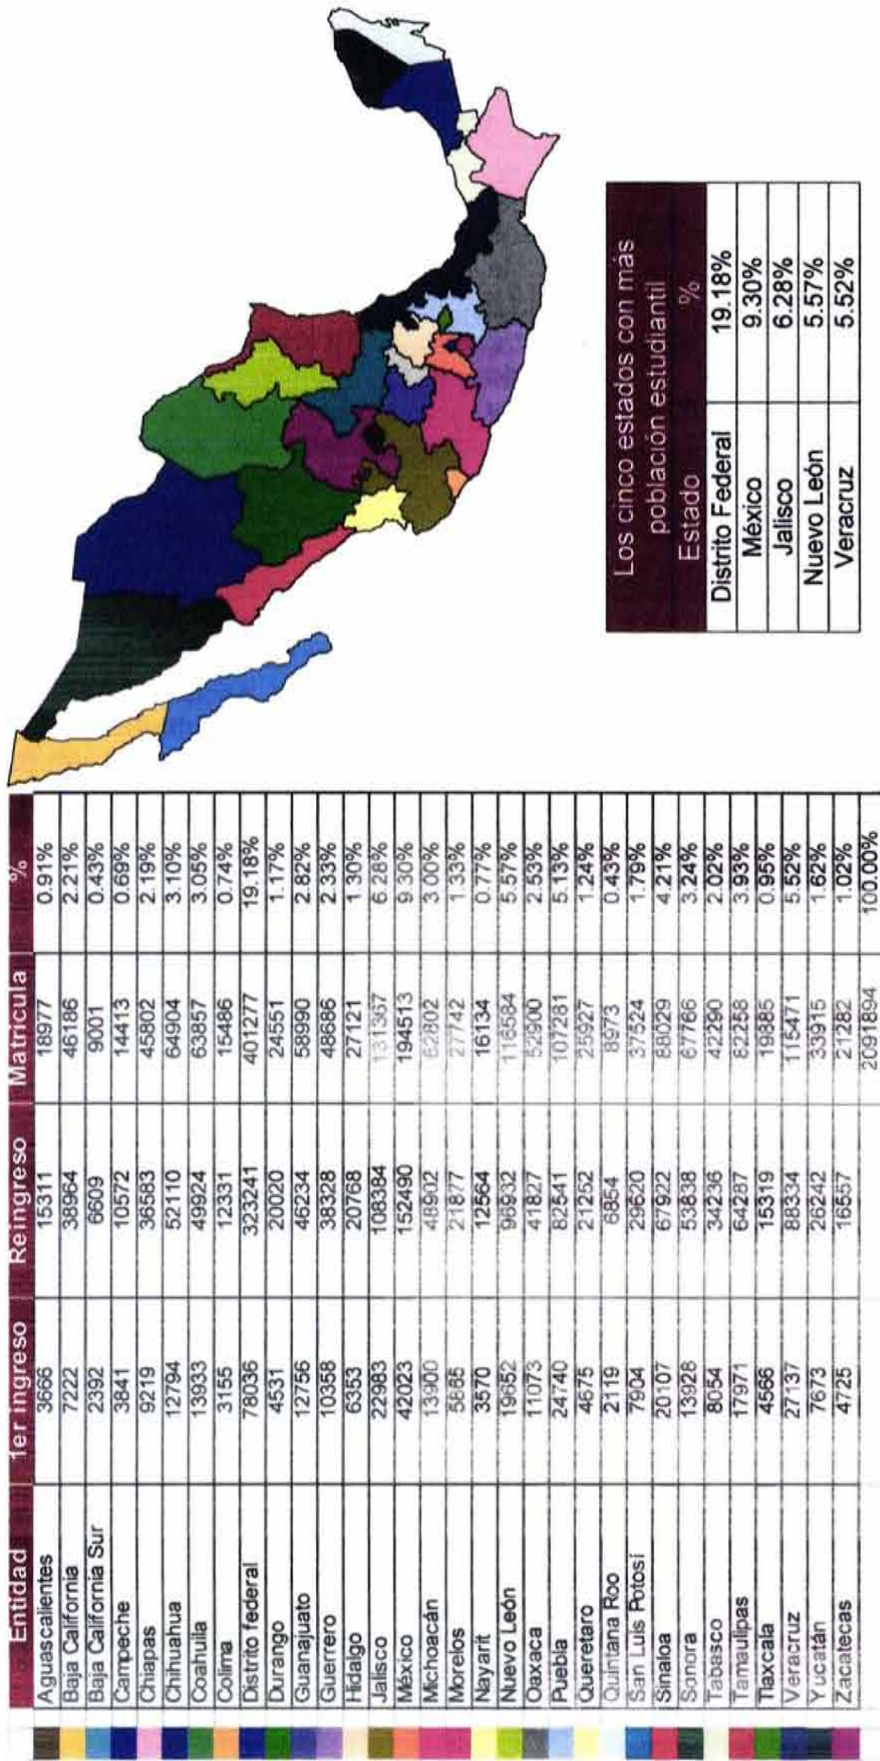 Entidad 1er ingreso Reingreso Matricula %
Aguascalientes 3666 15311 18977 0.91%
Baja California 7222 38964 46186 2.21%
Baja California Sur 2392 6609 9001 0.43%
Campeche 3841 10572 14413 0.69%
Chiapas 9219 36583 45802 2.19%
Chihuahua 12794 52110 64904 3.10%
Coahuila 13933 49924 63857 3.05%
Colima 3155 12331 15486 0.74%
Distrito federal 78036 323241 401277 19.18%
Durango 4531 20020 24551 1.17%
Guanajuato 12756 46234 58990 2.82%
Guerrero 10358 38328 48686 2.33%
Hidalgo 6353 20768 27121 1.30%
Jalisco 22983 108384 131367 6.28%
México 42023 152490 194513 9.30%
Michoacán 13900 48902 62802 3.00%
Morelos 5865 21877 27742 1.33%
Nayarit 3570 12564 16134 0.77%
Nuevo León 19652 96932 116584 5.57%
Oaxaca 11073 41827 52900 2.53%
Puebla 24740 82541 107281 5.13%
Queretaro 4675 21252 25927 1.24%
Quintana Roo 2119 6854 8973 0.43%
San Luis Potosí 7904 29620 37524 1.79%
Sinaloa 20107 67922 88029 4.21%
Sonora 13928 53838 67766 3.24%
Tabasco 8054 34236 42290 2.02%
Tamaulipas 17971 64287 82258 3.93%
Tlaxcala 4566 15319 19885 0.95%
Veracruz 27137 88334 115471 5.52%
Yucatán 7673 26242 33915 1.62%
Zacatecas 4725 16557 21282 1.02%
2091894 100.00%
Los cinco estados con más
población estudiantil
Estado %
Distrito Federal 19.18%
México 9.30%
Jalisco 6.28%
Nuevo León 5.57%
Veracruz 5.52%